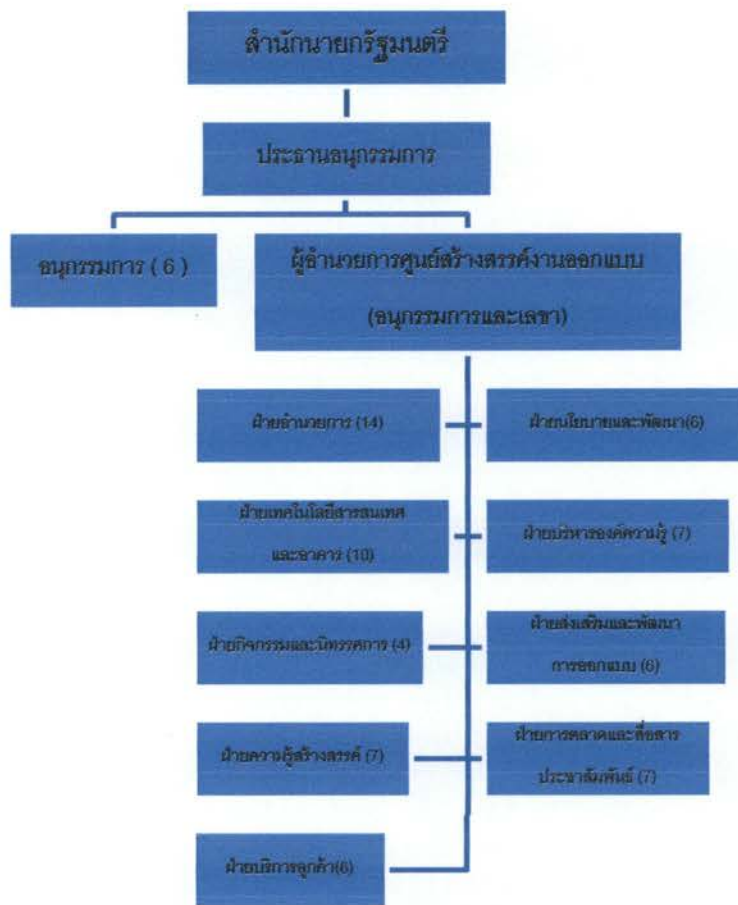 สำนักนายกรัฐมนตรี
ประธานอนุกรรมการ
อนุกรรมการ ( 6 )
ผู้อำนวยการศูนย์สร้างสรรค์งานออกแบบ
(อนุกรรมการและเลขา)
ฝ่ายอำนวยการ (14)
ฝ่ายนโยบายและพัฒนา(6)
ฝ่ายเทคโนโลยีสารสนเทศ
และอาคาร (10)
ฝ่ายบริหารองค์ความรู้ (7)
ฝ่ายกิจกรรมและนิทรรศการ (4)
ฝ่ายส่งเสริมและพัฒนา
การออกแบบ (6)
ฝ่ายความรู้สร้างสรรค์ (7)
ฝ่ายการตลาดและสื่อสาร
ประชาสัมพันธ์ (7)
ฝ่ายบริการลูกค้า(6)